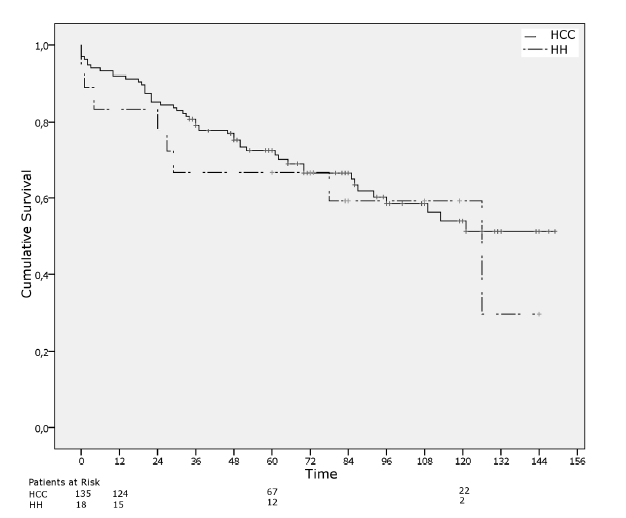 HCC
HH
1,0
0,8
0,6
0,4
0,2
0,0
Cumulative Survival
0 12 24 36 48 60 72 84 96 108 120 132 144 156
Time
Patients at Risk
HCC 135 124 67 22
HH 18 15 12 2